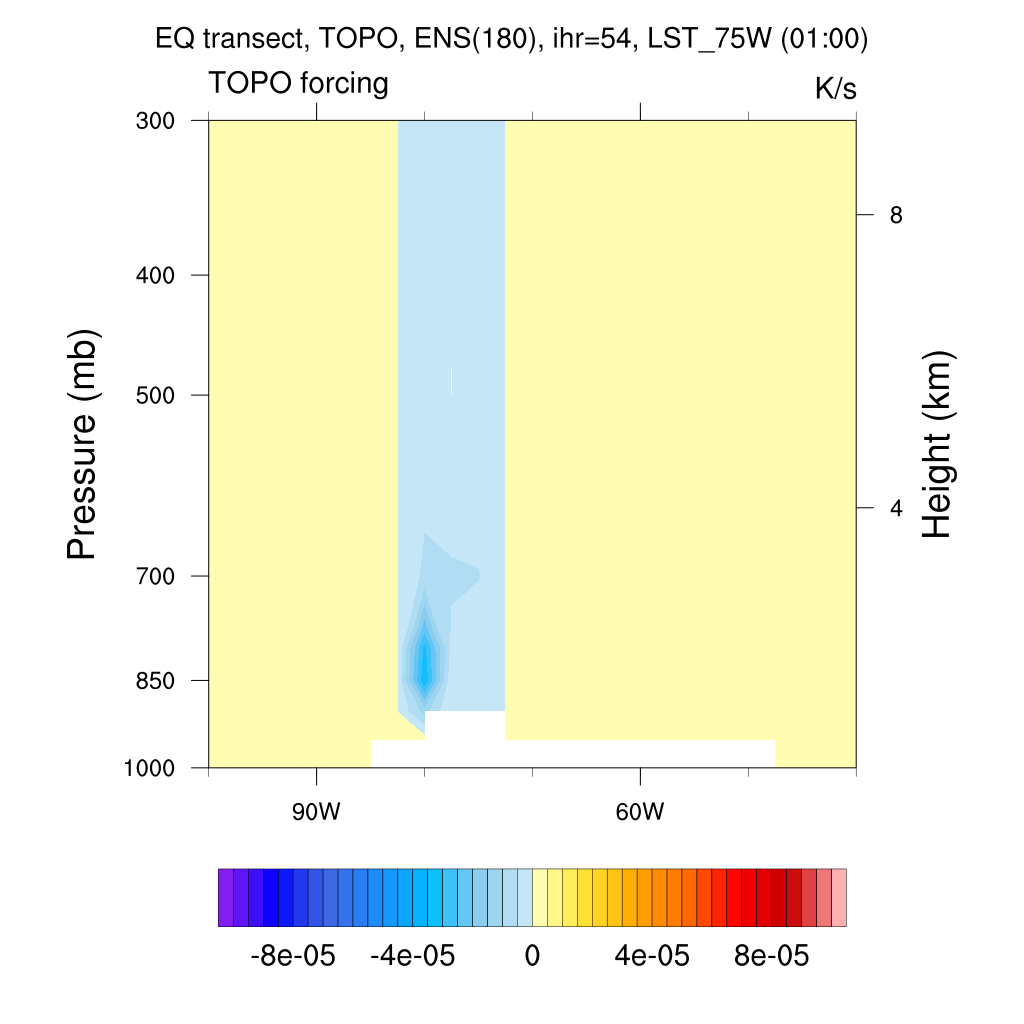 EQ transect, TOPO, ENS(180), ihr=54, LST_75W (01:00)
TOPO forcing
K/s
300
400
500
700
850
1000
Pressure (mb)
8
4
Height (km)
90W
60W
-8e-05
-4e-05
0
4e-05
8e-05